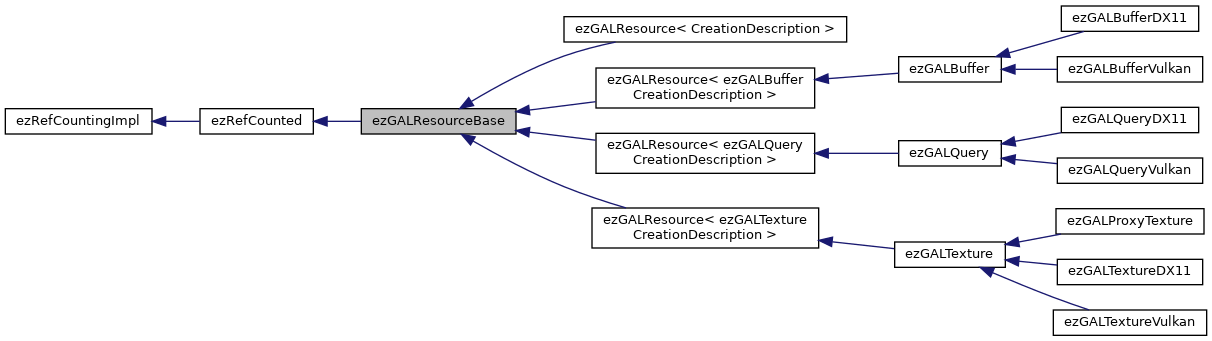 ezRefCountingImpl
ezRefCounted
ezGALResourceBase
ezGALResource< CreationDescription >
ezGALResource< ezGALBuffer
CreationDescription >
ezGALBuffer
ezGALBufferDX11
ezGALBufferVulkan
ezGALResource< ezGALQuery
CreationDescription >
ezGALQuery
ezGALQueryDX11
ezGALQueryVulkan
ezGALResource< ezGALTexture
CreationDescription >
ezGALTexture
ezGALProxyTexture
ezGALTextureDX11
ezGALTextureVulkan